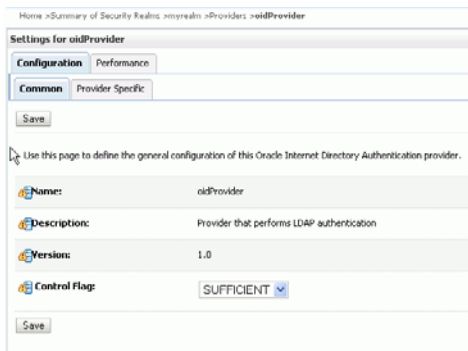 Home >Summary of Security Realms >myrealm >Providers >oidProvider
Settings for oidProvider
Configuration Performance
Common Provider Specific
Save
Use this page to define the general configuration of this Oracle Internet Directory Authentication provider.
Name: oidProvider
Description: Provider that performs LDAP authentication
Version: 1.0
Control Flag: SUFFICIENT
Save